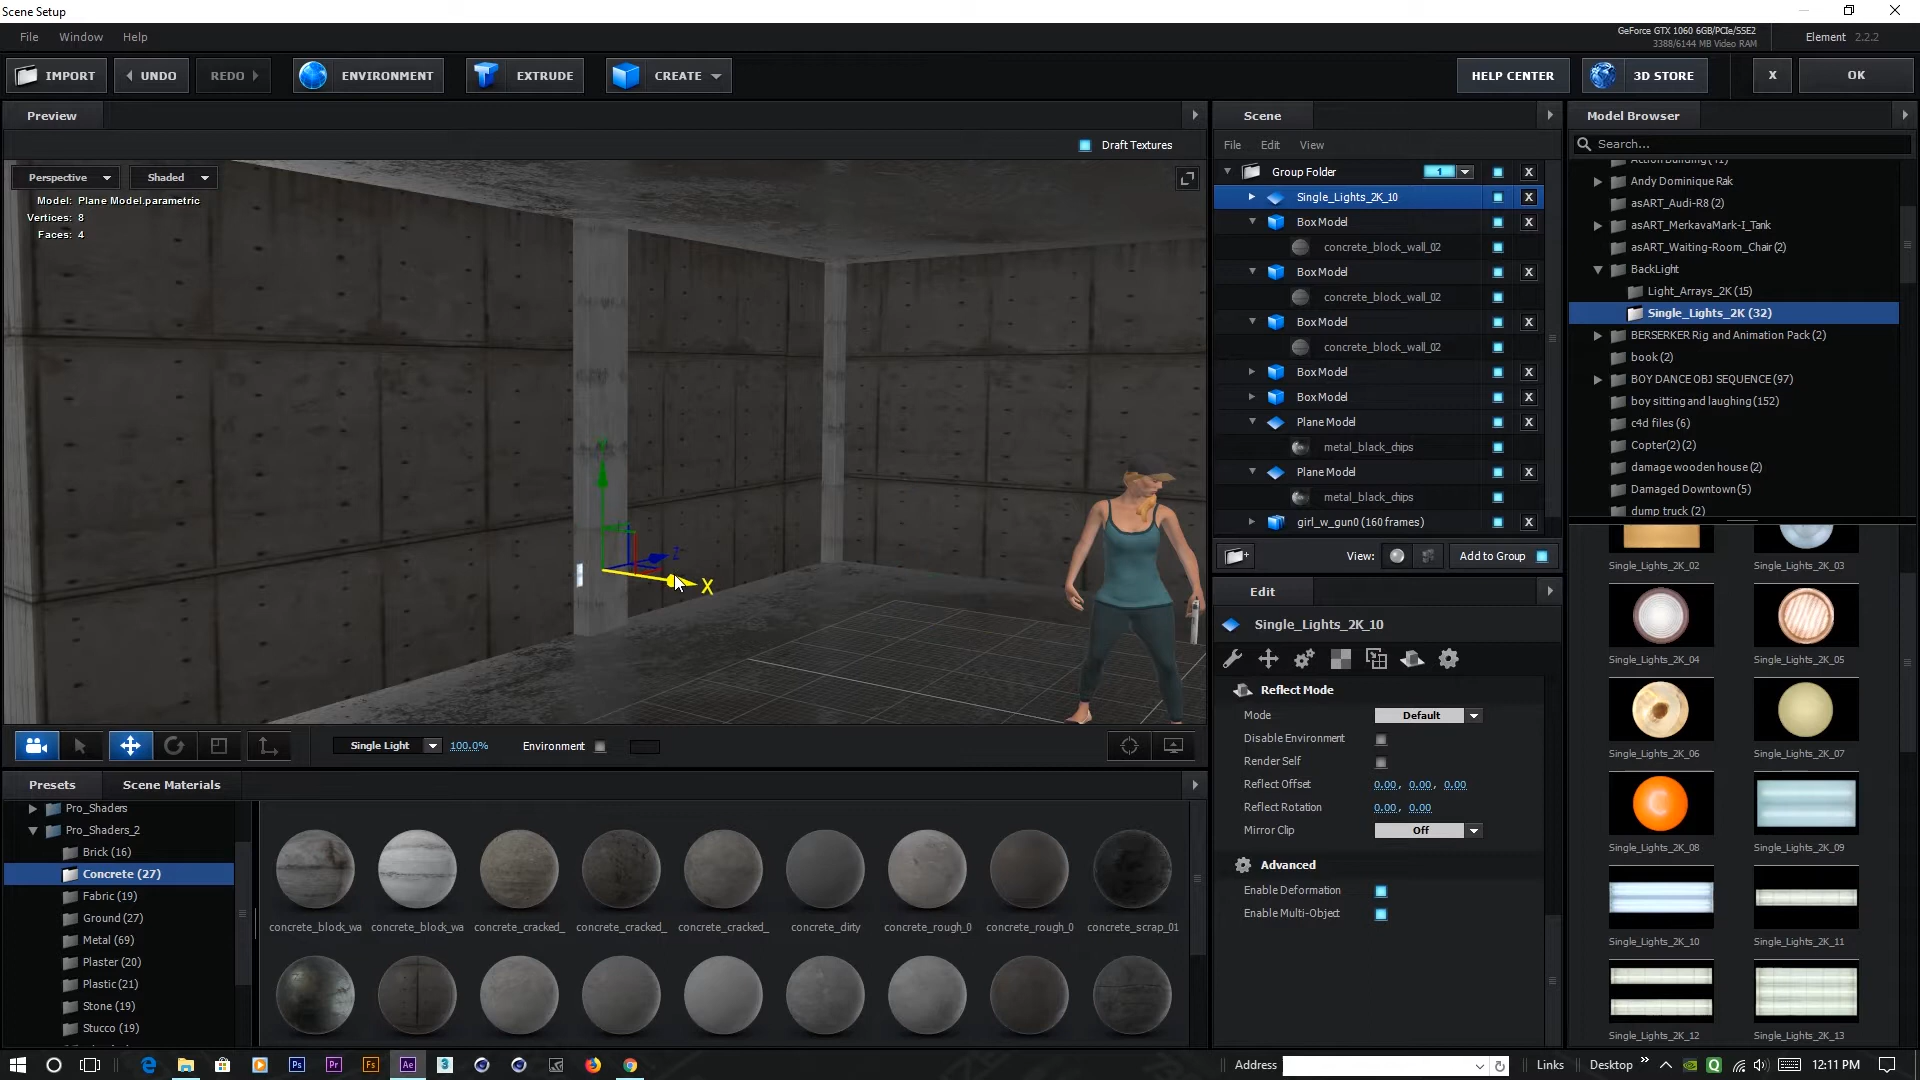 Scene Setup
File Window Help
GeForce GTX 1060 6GB/PCIe/SSE2
3388/6144 MB Video RAM
Element 2.2.2
IMPORT UNDO REDO ENVIRONMENT EXTRUDE CREATE HELP CENTER 3D STORE X OK
Preview
Draft Textures
Perspective Shaded
Model: Plane Model.parametric
Vertices: 8
Faces: 4
Z
X
Single Light 100.0% Environment
Presets Scene Materials
Pro_Shaders
Pro_Shaders_2
Brick (16)
Concrete (27)
Fabric (19)
Ground (27)
Metal (69)
Plaster (20)
Plastic (21)
Stone (19)
Stucco (19)
concrete_block_wa concrete_block_wa concrete_cracked_ concrete_cracked_ concrete_cracked_ concrete_dirty concrete_rough_0 concrete_rough_0 concrete_scrap_01
Scene
File Edit View
Group Folder 1 X
Single_Lights_2K_10 X
Box Model X
concrete_block_wall_02
Box Model X
concrete_block_wall_02
Box Model X
concrete_block_wall_02
Box Model X
Box Model X
Plane Model X
metal_black_chips
Plane Model X
metal_black_chips
girl_w_gun0 (160 frames) X
View: Add to Group
Edit
Single_Lights_2K_10
Reflect Mode
Mode Default
Disable Environment
Render Self
Reflect Offset 0.00, 0.00, 0.00
Reflect Rotation 0.00, 0.00
Mirror Clip Off
Advanced
Enable Deformation
Enable Multi-Object
Model Browser
Search...
Andy Dominique Rak
asART_Audi-R8 (2)
asART_MerkavaMark-I_Tank
asART_Waiting-Room_Chair (2)
BackLight
Light_Arrays_2K (15)
Single_Lights_2K (32)
BERSERKER Rig and Animation Pack (2)
book (2)
BOY DANCE OBJ SEQUENCE (97)
boy sitting and laughing (152)
c4d files (6)
Copter(2) (2)
damage wooden house (2)
Damaged Downtown (5)
dump truck (2)
Single_Lights_2K_02 Single_Lights_2K_03
Single_Lights_2K_04 Single_Lights_2K_05
Single_Lights_2K_06 Single_Lights_2K_07
Single_Lights_2K_08 Single_Lights_2K_09
Single_Lights_2K_10 Single_Lights_2K_11
Single_Lights_2K_12 Single_Lights_2K_13
Ps Pr Fs Ae 3
Address Links Desktop 12:11 PM